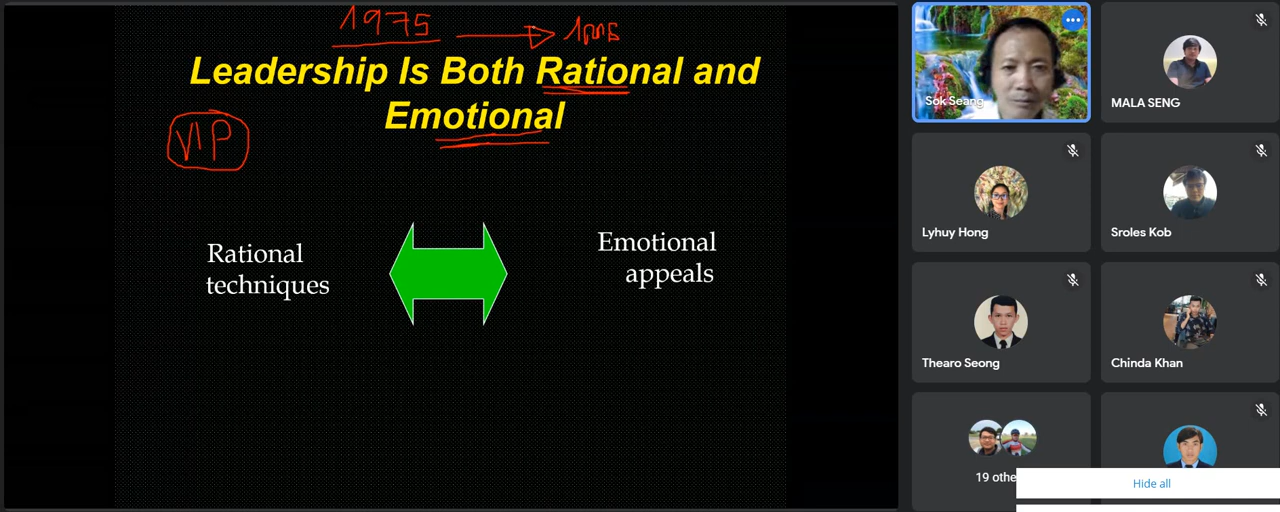 1975
Leadership Is Both Rational and
Emotional
VIP
Rational
techniques
Emotional
appeals
Sok Seang
MALA SENG
Lyhuy Hong
Sroles Kob
Thearo Seong
Chinda Khan
19 othe
Hide all